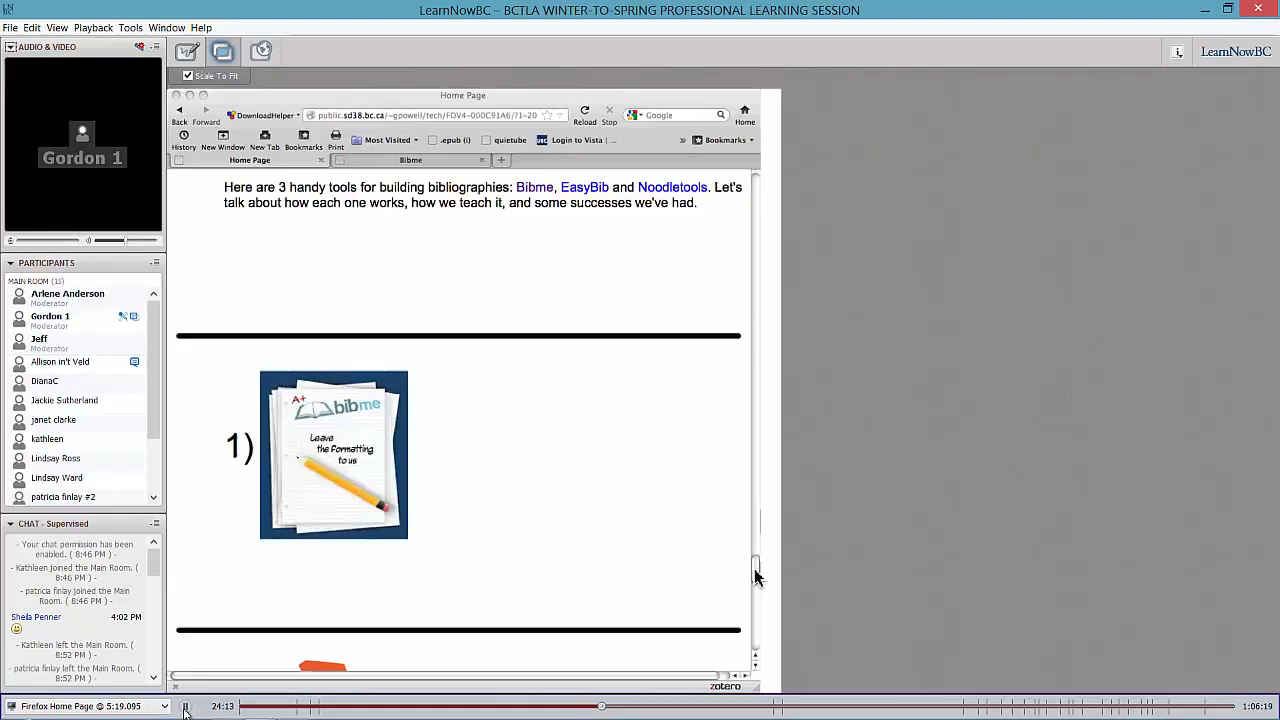 LearnNowBC – BCTLA WINTER-TO-SPRING PROFESSIONAL LEARNING SESSION
File Edit View Playback Tools Window Help
AUDIO & VIDEO
LearnNowBC
Scale To Fit
Gordon 1
Home Page
Back Forward
DownloadHelper
public.sd38.bc.ca/~gpowell/tech/FOV4-000C91A6/?1~20
Reload Stop
Google
Home
History New Window New Tab Bookmarks Print
Most Visited
.epub (i)
quietube
UBC Login to Vista | ...
» Bookmarks
Home Page
Bibme
Here are 3 handy tools for building bibliographies: Bibme, EasyBib and Noodletools. Let's
talk about how each one works, how we teach it, and some successes we've had.
1)
A+
bibme
Leave
the Formatting
to us
zotero
PARTICIPANTS
MAIN ROOM (15)
Arlene Anderson
Moderator
Gordon 1
Moderator
Jeff
Moderator
Allison in't Veld
DianaC
Jackie Sutherland
janet clarke
kathleen
Lindsay Ross
Lindsay Ward
patricia finlay #2
CHAT - Supervised
- Your chat permission has been
enabled. ( 8:46 PM ) -
- Kathleen joined the Main Room. (
8:46 PM ) -
- patricia finlay joined the Main
Room. ( 8:46 PM ) -
Sheila Penner 4:02 PM
- Kathleen left the Main Room. (
8:52 PM ) -
- patricia finlay left the Main Room. (
8:52 PM ) -
Firefox Home Page @ 5:19.095
24:13
1:06:19